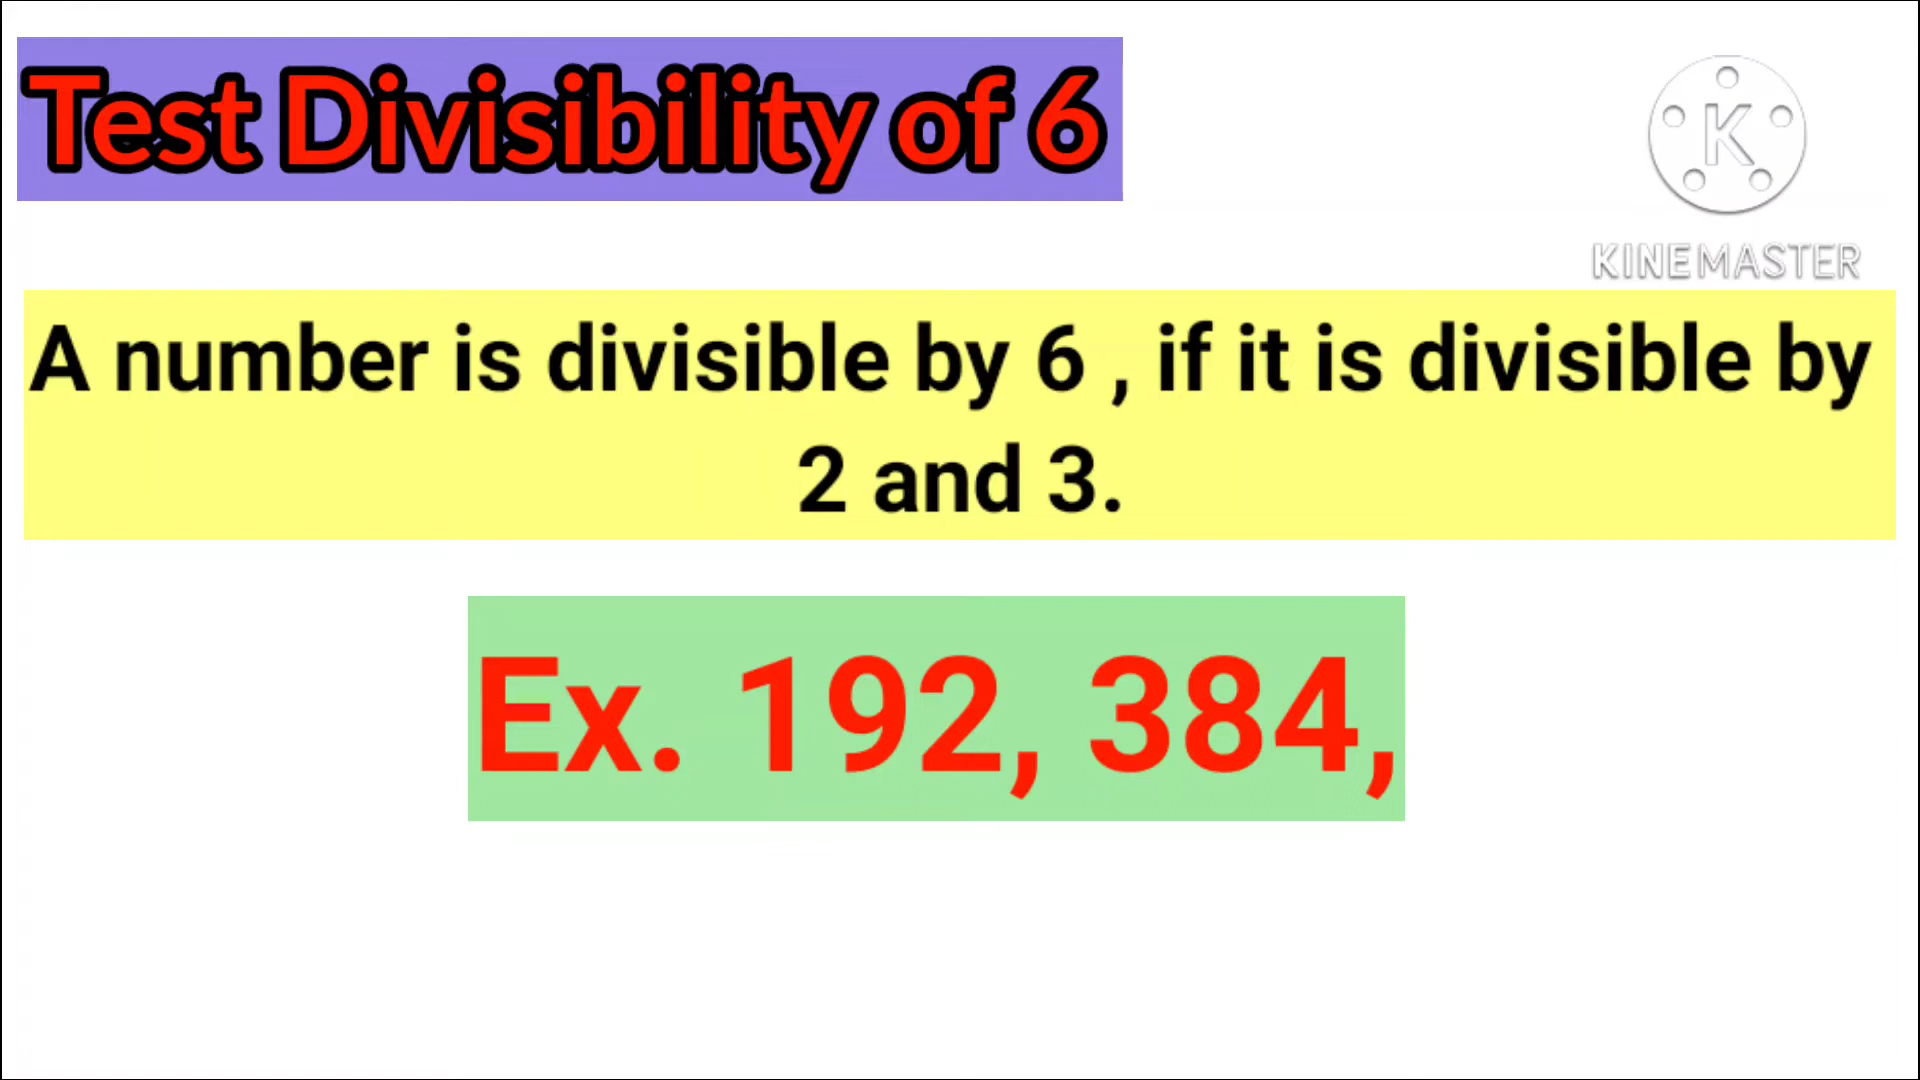 Test Divisibility of 6
K
KINEMASTER
A number is divisible by 6 , if it is divisible by
2 and 3.
Ex. 192, 384,